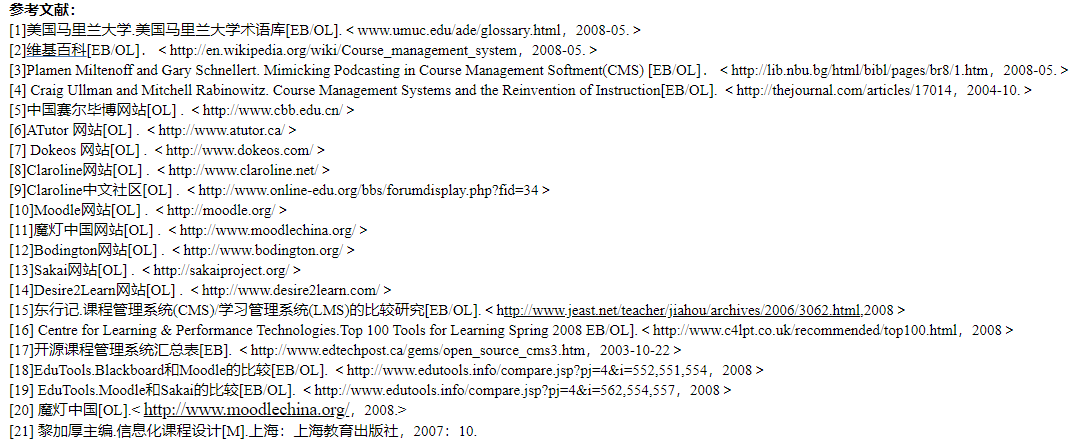 参考文献：
[1]美国马里兰大学.美国马里兰大学术语库[EB/OL].＜www.umuc.edu/ade/glossary.html，2008-05.＞
[2]维基百科[EB/OL]．＜http://en.wikipedia.org/wiki/Course_management_system，2008-05.＞
[3]Plamen Miltenoff and Gary Schnellert. Mimicking Podcasting in Course Management Softment(CMS) [EB/OL]．＜http://lib.nbu.bg/html/bibl/pages/br8/1.htm，2008-05.＞
[4] Craig Ullman and Mitchell Rabinowitz. Course Management Systems and the Reinvention of Instruction[EB/OL].＜http://thejournal.com/articles/17014，2004-10.＞
[5]中国赛尔毕博网站[OL] .＜http://www.cbb.edu.cn/＞
[6]ATutor 网站[OL] .＜http://www.atutor.ca/＞
[7] Dokeos 网站[OL] .＜http://www.dokeos.com/＞
[8]Claroline网站[OL] .＜http://www.claroline.net/＞
[9]Claroline中文社区[OL] .＜http://www.online-edu.org/bbs/forumdisplay.php?fid=34＞
[10]Moodle网站[OL] .＜http://moodle.org/＞
[11]魔灯中国网站[OL] .＜http://www.moodlechina.org/＞
[12]Bodington网站[OL] .＜http://www.bodington.org/＞
[13]Sakai网站[OL] .＜http://sakaiproject.org/＞
[14]Desire2Learn网站[OL] .＜http://www.desire2learn.com/＞
[15]东行记.课程管理系统(CMS)/学习管理系统(LMS)的比较研究[EB/OL].＜http://www.jeast.net/teacher/jiahou/archives/2006/3062.html,2008＞
[16] Centre for Learning & Performance Technologies.Top 100 Tools for Learning Spring 2008 EB/OL].＜http://www.c4lpt.co.uk/recommended/top100.html，2008＞
[17]开源课程管理系统汇总表[EB].＜http://www.edtechpost.ca/gems/open_source_cms3.htm，2003-10-22＞
[18]EduTools.Blackboard和Moodle的比较[EB/OL].＜http://www.edutools.info/compare.jsp?pj=4&i=552,551,554，2008＞
[19] EduTools.Moodle和Sakai的比较[EB/OL].＜http://www.edutools.info/compare.jsp?pj=4&i=562,554,557，2008＞
[20] 魔灯中国[OL].< http://www.moodlechina.org/，2008.>
[21] 黎加厚主编.信息化课程设计[M].上海：上海教育出版社，2007：10.